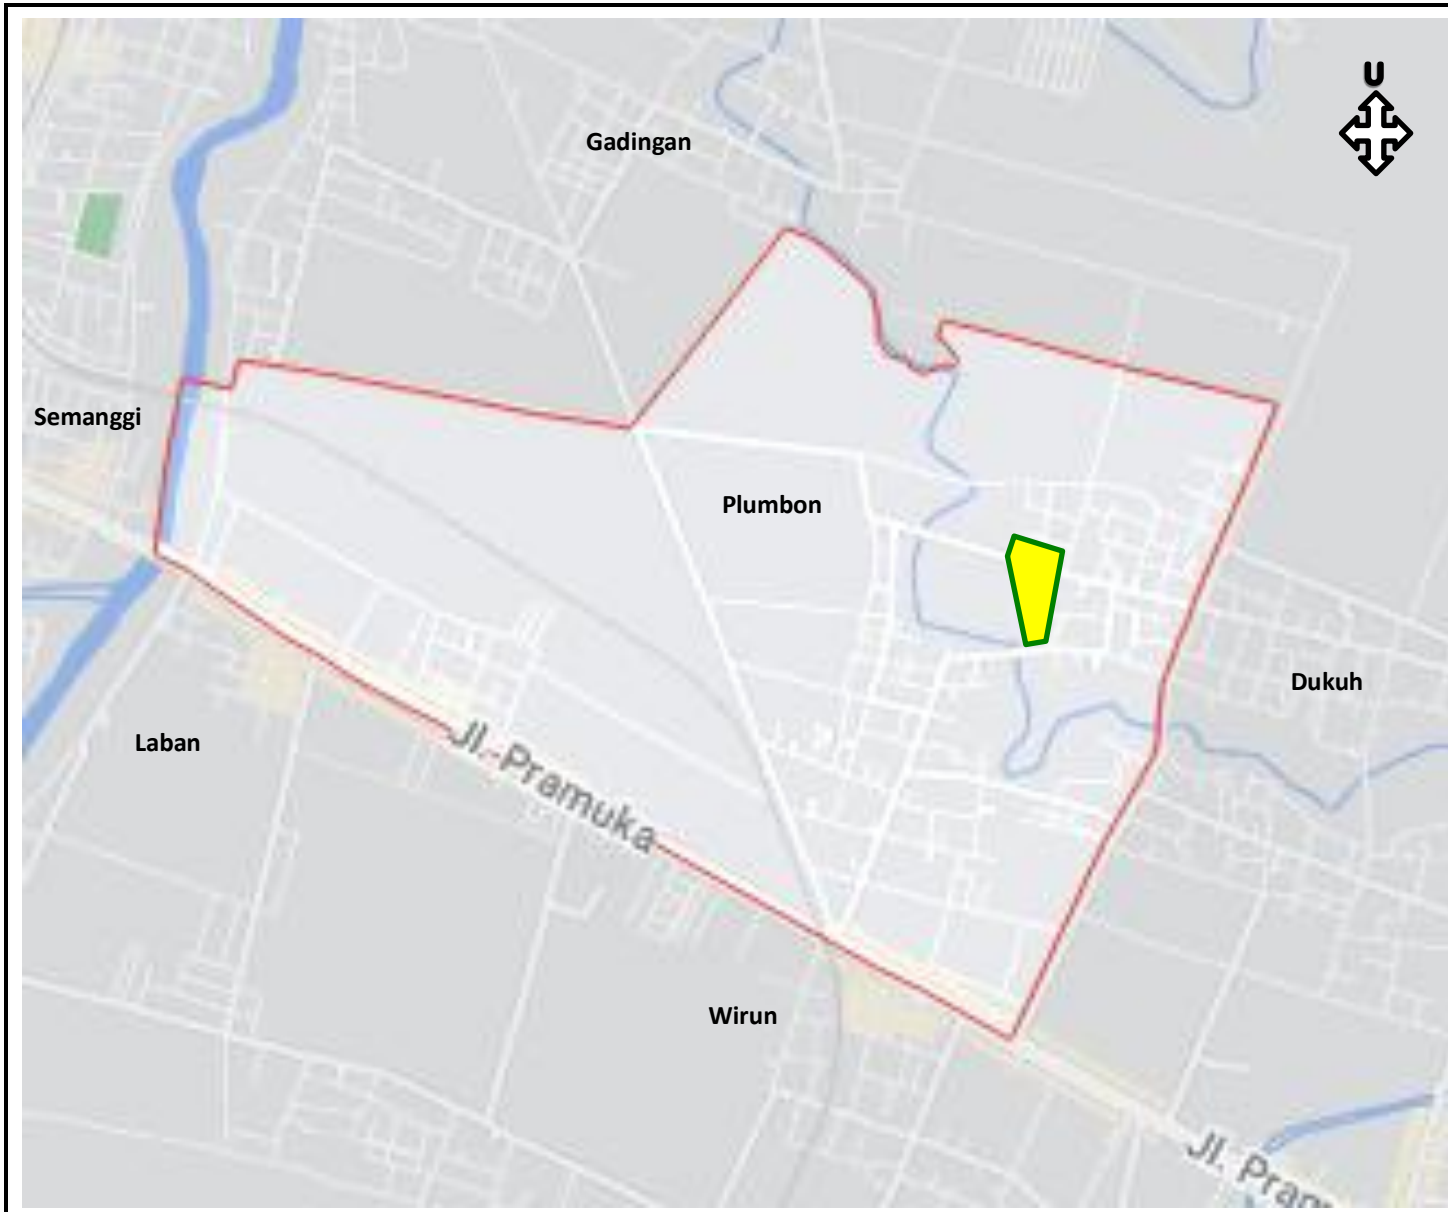 U
Gadingan
Semanggi
Plumbon
Dukuh
Laban
Jl. Pramuka
Wirun
Jl. Pram